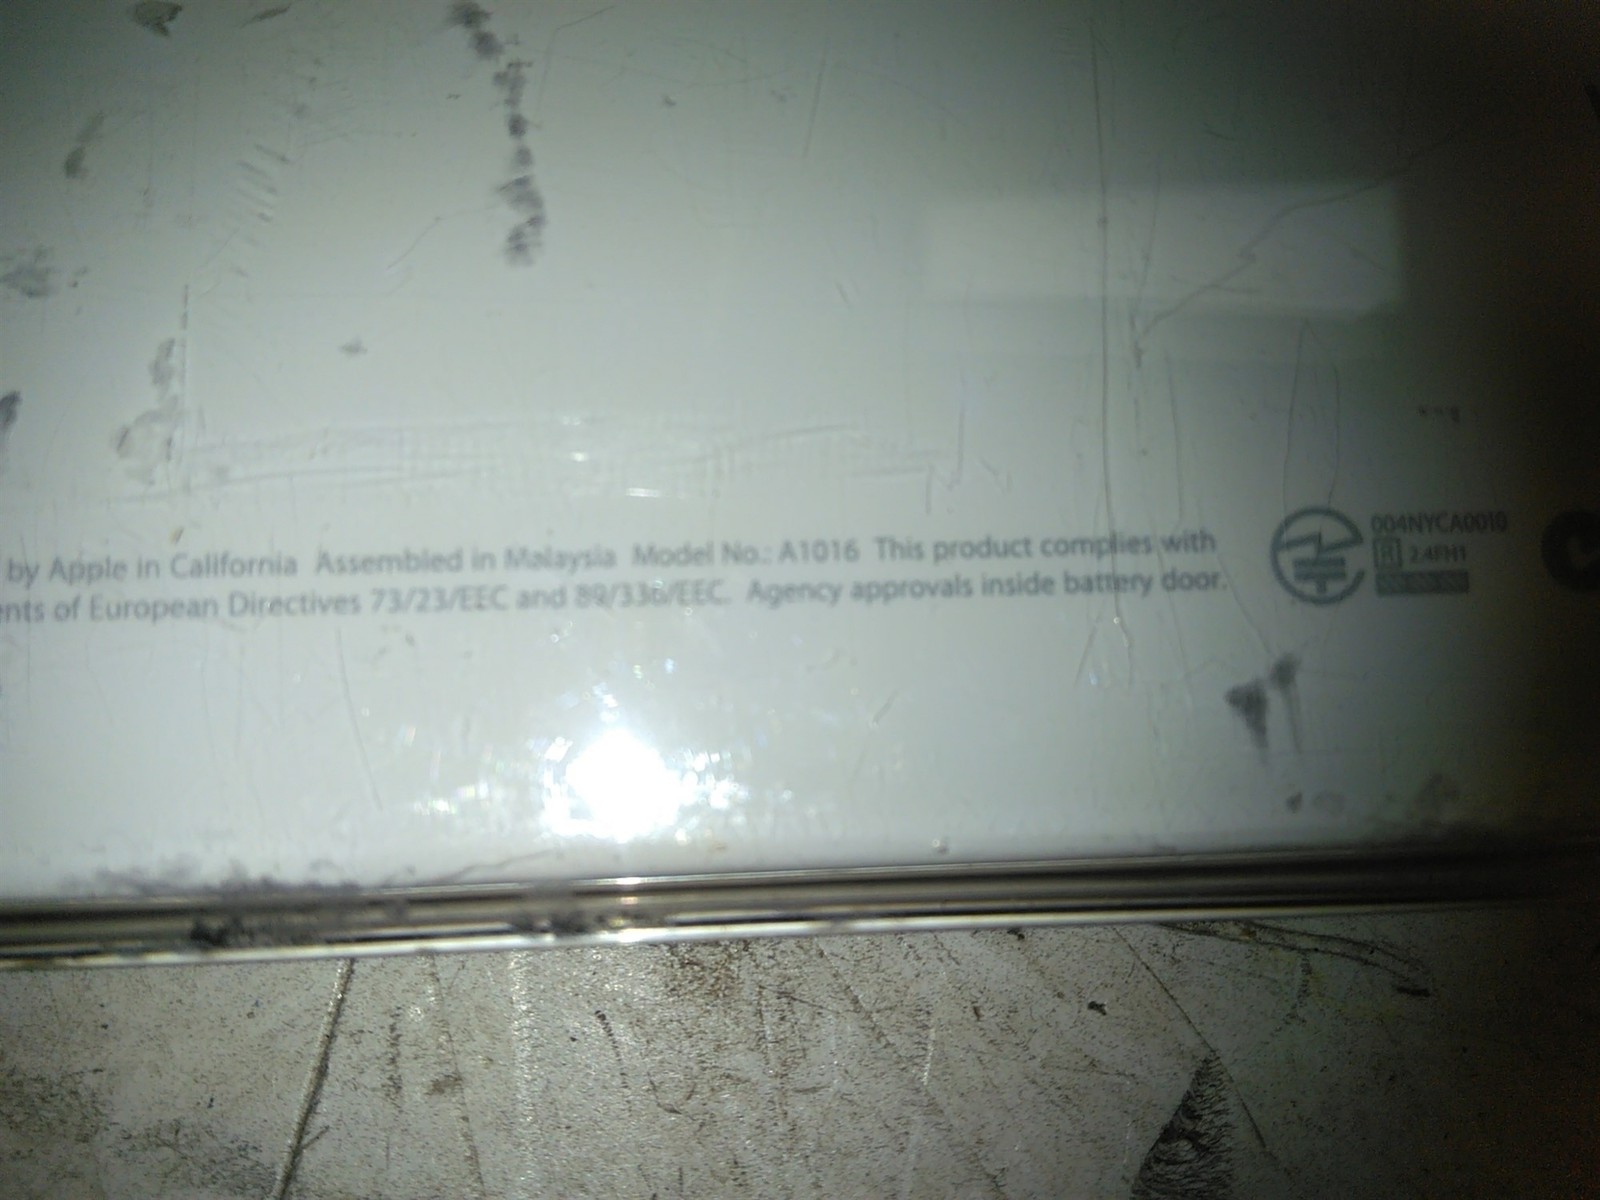 by Apple in California Assembled in Malaysia Model No.: A1016 This product complies with
ents of European Directives 73/23/EEC and 89/336/EEC. Agency approvals inside battery door.
004NYCA0010
R 2.4FH1